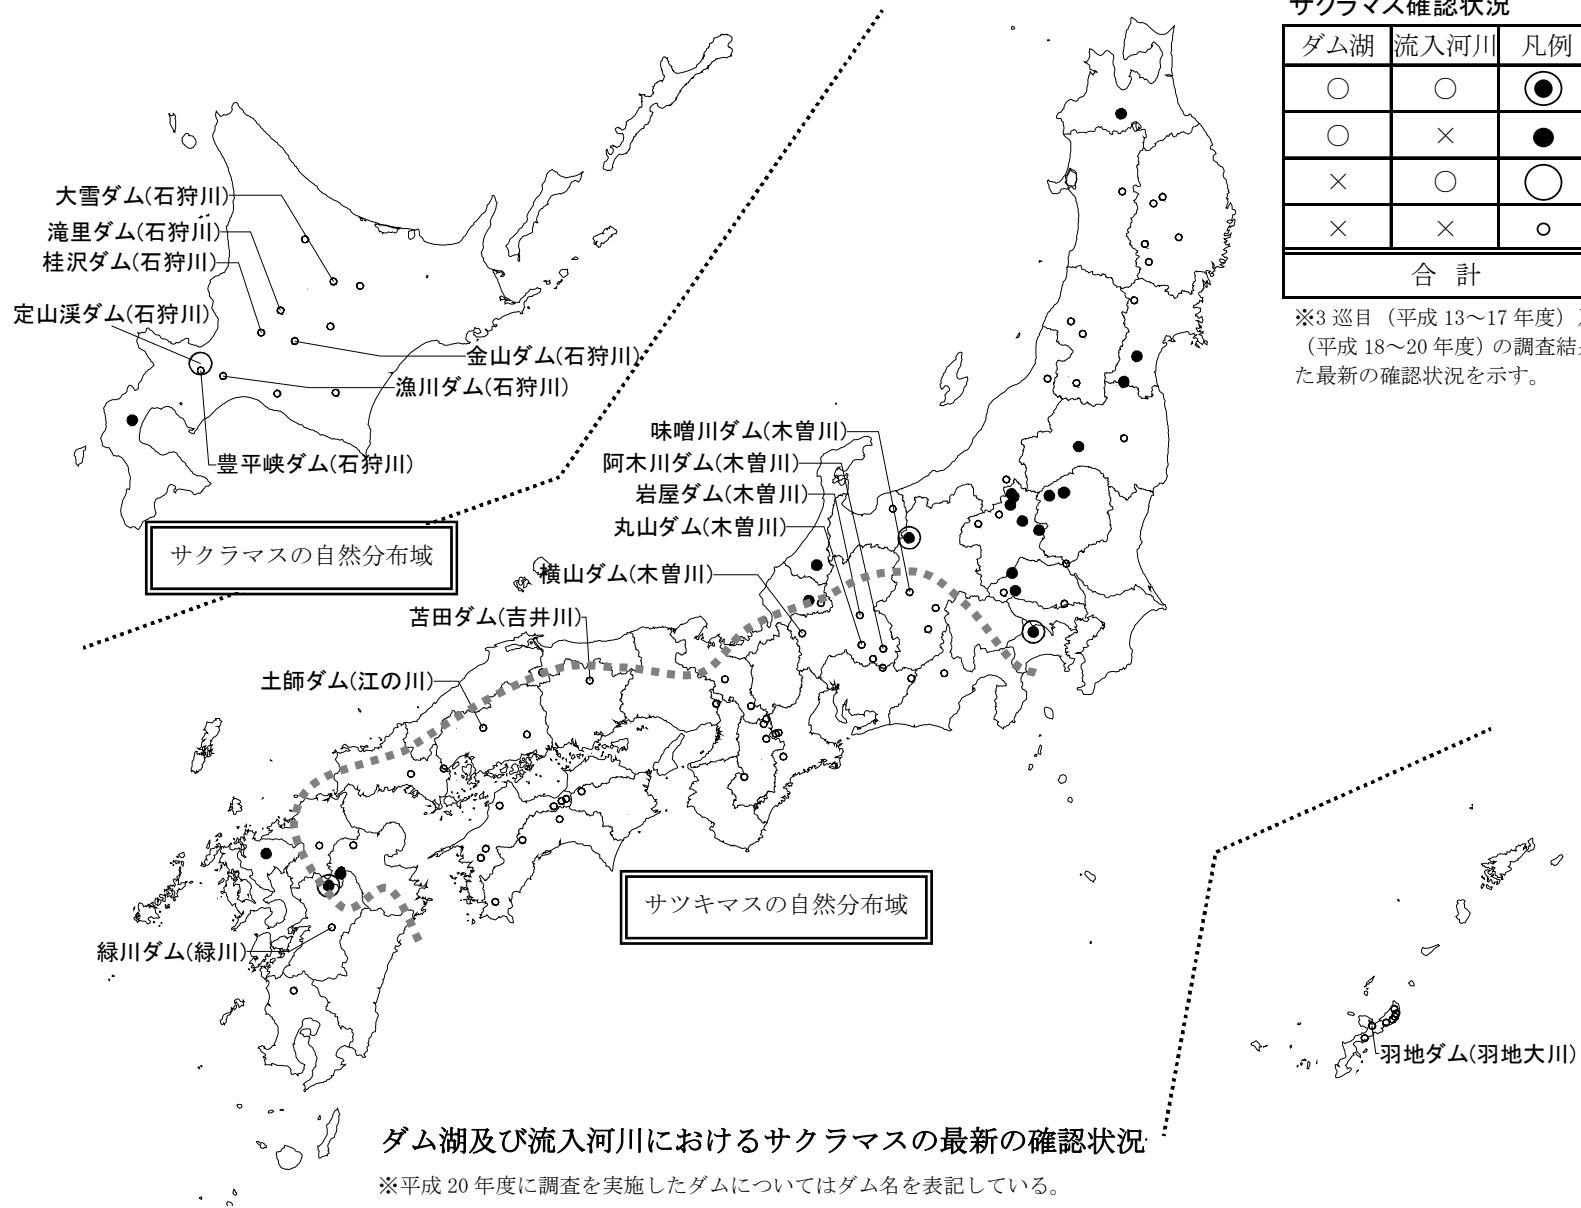 サクラマス確認状況
ダム湖 流入河川 凡例
○ ○
○ ×
× ○
× ×
合 計
※3 巡目（平成 13～17 年度）
（平成 18～20 年度）の調査結
た最新の確認状況を示す。
大雪ダム(石狩川)
滝里ダム(石狩川)
桂沢ダム(石狩川)
定山渓ダム(石狩川)
金山ダム(石狩川)
漁川ダム(石狩川)
豊平峡ダム(石狩川)
サクラマスの自然分布域
味噌川ダム(木曽川)
阿木川ダム(木曽川)
岩屋ダム(木曽川)
丸山ダム(木曽川)
横山ダム(木曽川)
苫田ダム(吉井川)
土師ダム(江の川)
サツキマスの自然分布域
緑川ダム(緑川)
羽地ダム(羽地大川)
ダム湖及び流入河川におけるサクラマスの最新の確認状況
※平成 20 年度に調査を実施したダムについてはダム名を表記している。